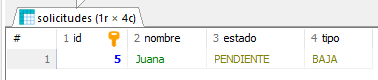 solicitudes (1r × 4c)
# 1 id 2 nombre 3 estado 4 tipo
1 5 Juana PENDIENTE BAJA